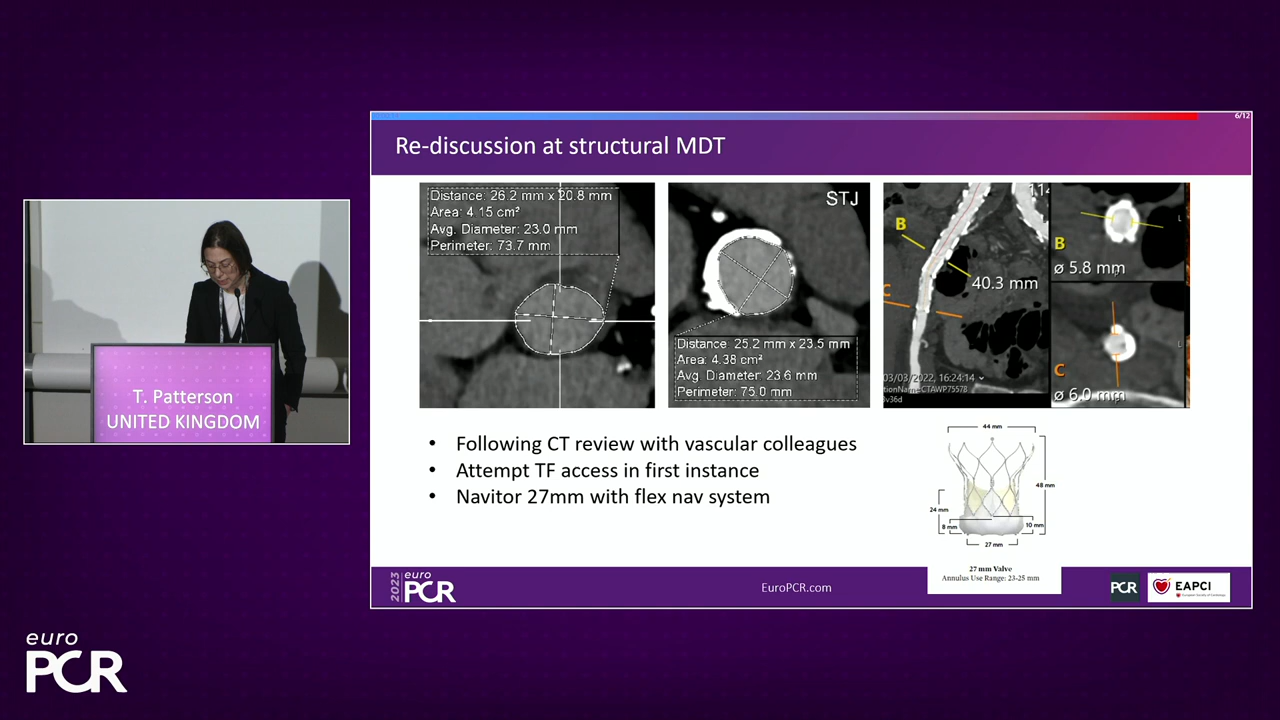 6/12
Re-discussion at structural MDT
Distance: 26.2 mm x 20.8 mm
Area: 4.15 cm²
Avg. Diameter: 23.0 mm
Perimeter: 73.7 mm
STJ
Distance: 25.2 mm x 23.5 mm
Area: 4.38 cm²
Avg. Diameter: 23.6 mm
Perimeter: 75.0 mm
B
C
40.3 mm
03/03/2022, 16:24:14
B
ø 5.8 mm
L
C
ø 6.0 mm
L
• Following CT review with vascular colleagues
• Attempt TF access in first instance
• Navitor 27mm with flex nav system
44 mm
48 mm
24 mm
8 mm
10 mm
27 mm
27 mm Valve
Annulus Use Range: 23-25 mm
T. Patterson
UNITED KINGDOM
2023 euro PCR
EuroPCR.com
PCR
EAPCI
euro
PCR